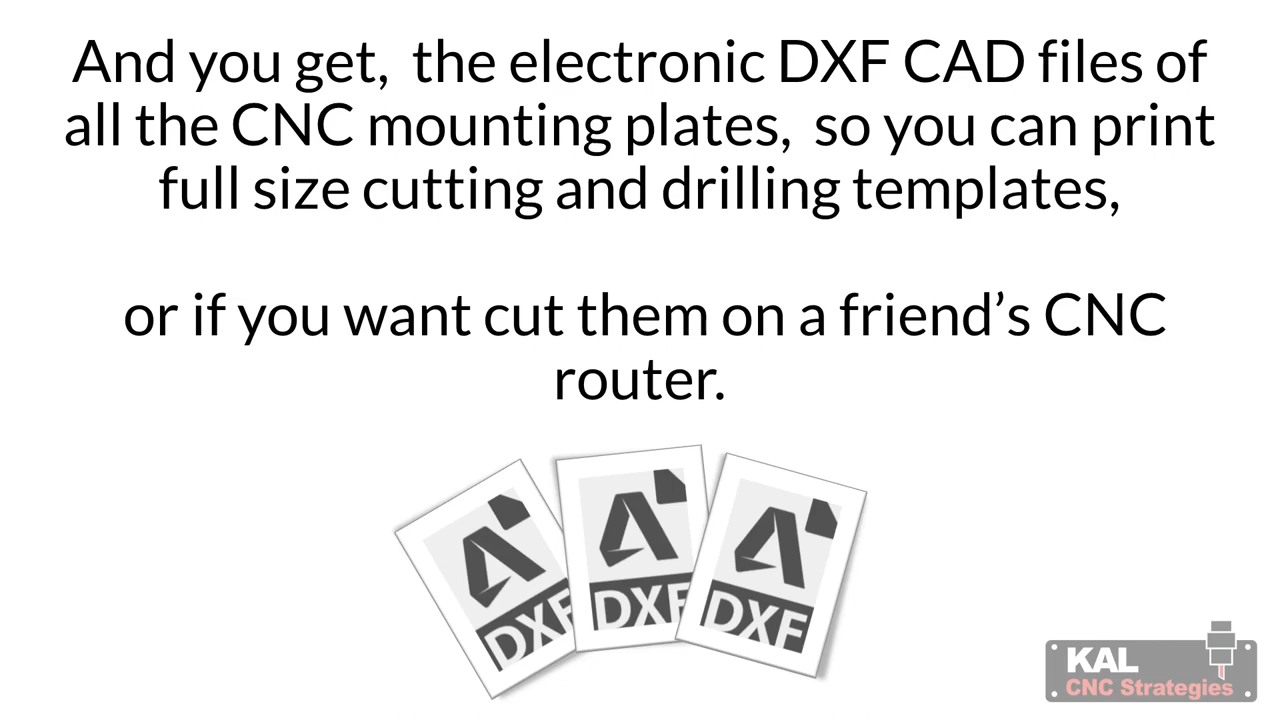 And you get,  the electronic DXF CAD files of
all the CNC mounting plates,  so you can print
full size cutting and drilling templates,
or if you want cut them on a friend’s CNC
router.
DXF
DXF
DXF
KAL
CNC Strategies